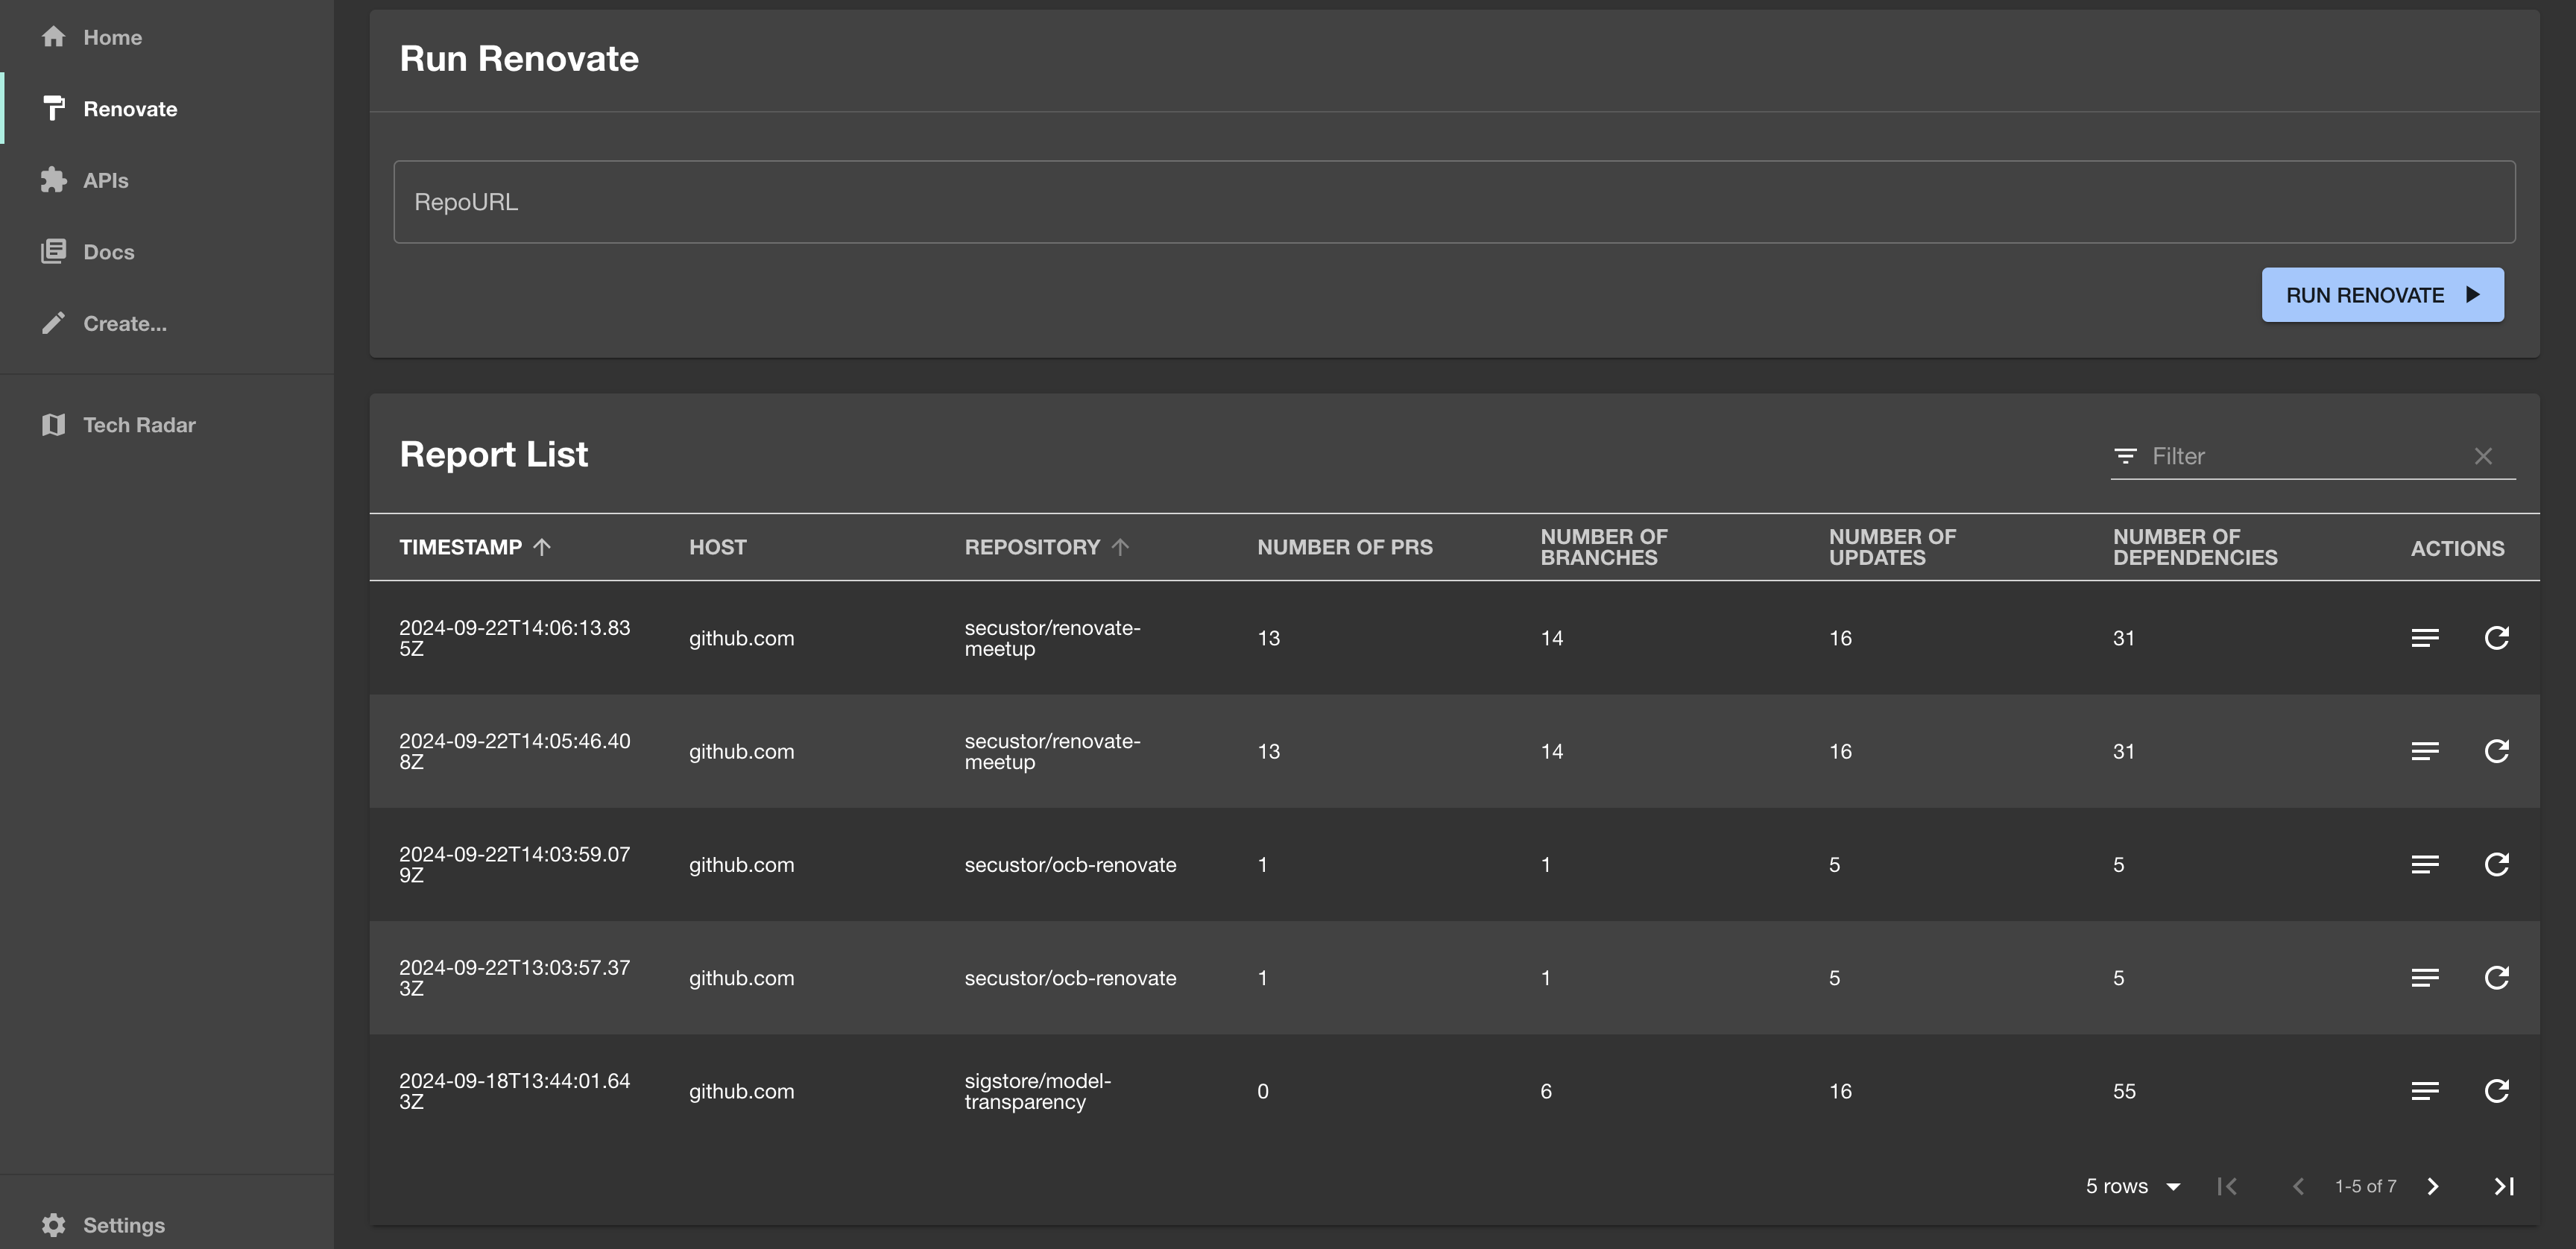 Home
Renovate
APIs
Docs
Create...
Tech Radar
Settings
Run Renovate
RepoURL
RUN RENOVATE
Report List
Filter
TIMESTAMP HOST REPOSITORY NUMBER OF PRS NUMBER OF BRANCHES NUMBER OF UPDATES NUMBER OF DEPENDENCIES ACTIONS
2024-09-22T14:06:13.835Z github.com secustor/renovate-meetup 13 14 16 31
2024-09-22T14:05:46.408Z github.com secustor/renovate-meetup 13 14 16 31
2024-09-22T14:03:59.079Z github.com secustor/ocb-renovate 1 1 5 5
2024-09-22T13:03:57.373Z github.com secustor/ocb-renovate 1 1 5 5
2024-09-18T13:44:01.643Z github.com sigstore/model-transparency 0 6 16 55
5 rows 1-5 of 7